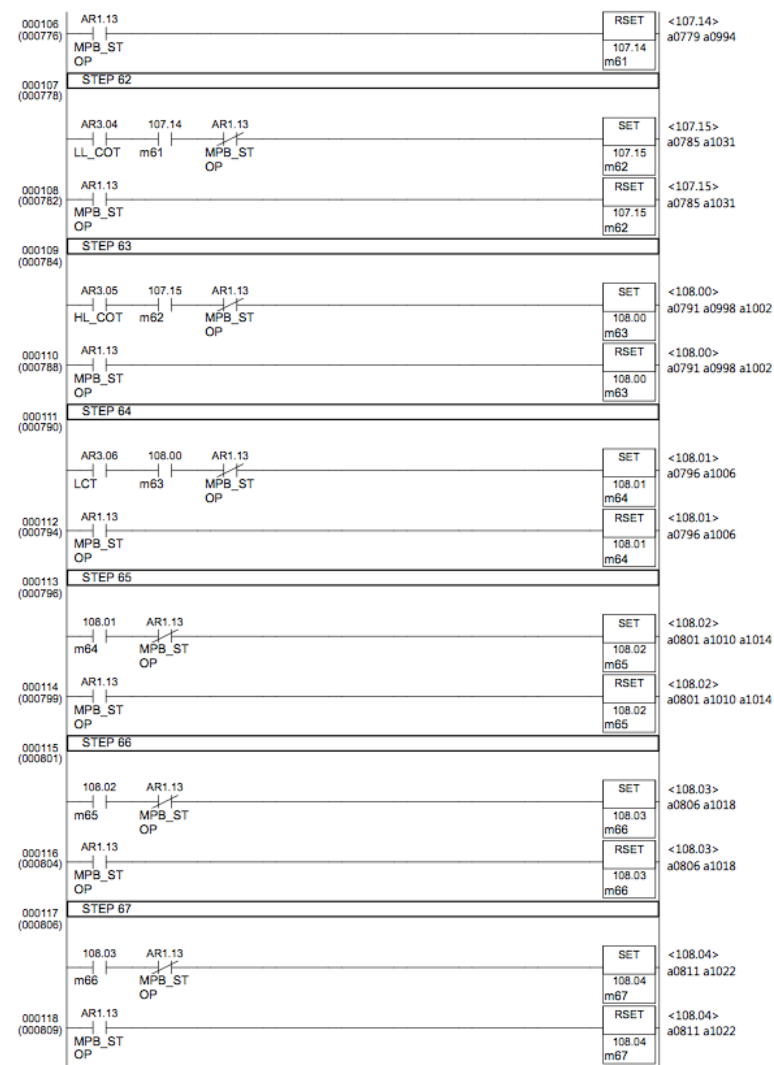 AR1.13 RSET <107.14>
000106
(000776) a0779 a0994
MPB_ST 107.14
OP m61
STEP 62
000107
(000778)
AR3.04 107.14 AR1.13 SET <107.15>
a0785 a1031
LL_COT m61 MPB_ST 107.15
OP m62
AR1.13 RSET <107.15>
000108
(000782) a0785 a1031
MPB_ST 107.15
OP m62
STEP 63
000109
(000784)
AR3.05 107.15 AR1.13 SET <108.00>
a0791 a0998 a1002
HL_COT m62 MPB_ST 108.00
OP m63
AR1.13 RSET <108.00>
000110
(000788) a0791 a0998 a1002
MPB_ST 108.00
OP m63
STEP 64
000111
(000790)
AR3.06 108.00 AR1.13 SET <108.01>
a0796 a1006
LCT m63 MPB_ST 108.01
OP m64
AR1.13 RSET <108.01>
000112
(000794) a0796 a1006
MPB_ST 108.01
OP m64
STEP 65
000113
(000796)
108.01 AR1.13 SET <108.02>
a0801 a1010 a1014
m64 MPB_ST 108.02
OP m65
AR1.13 RSET <108.02>
000114
(000799) a0801 a1010 a1014
MPB_ST 108.02
OP m65
STEP 66
000115
(000801)
108.02 AR1.13 SET <108.03>
a0806 a1018
m65 MPB_ST 108.03
OP m66
AR1.13 RSET <108.03>
000116
(000804) a0806 a1018
MPB_ST 108.03
OP m66
STEP 67
000117
(000806)
108.03 AR1.13 SET <108.04>
a0811 a1022
m66 MPB_ST 108.04
OP m67
AR1.13 RSET <108.04>
000118
(000809) a0811 a1022
MPB_ST 108.04
OP m67